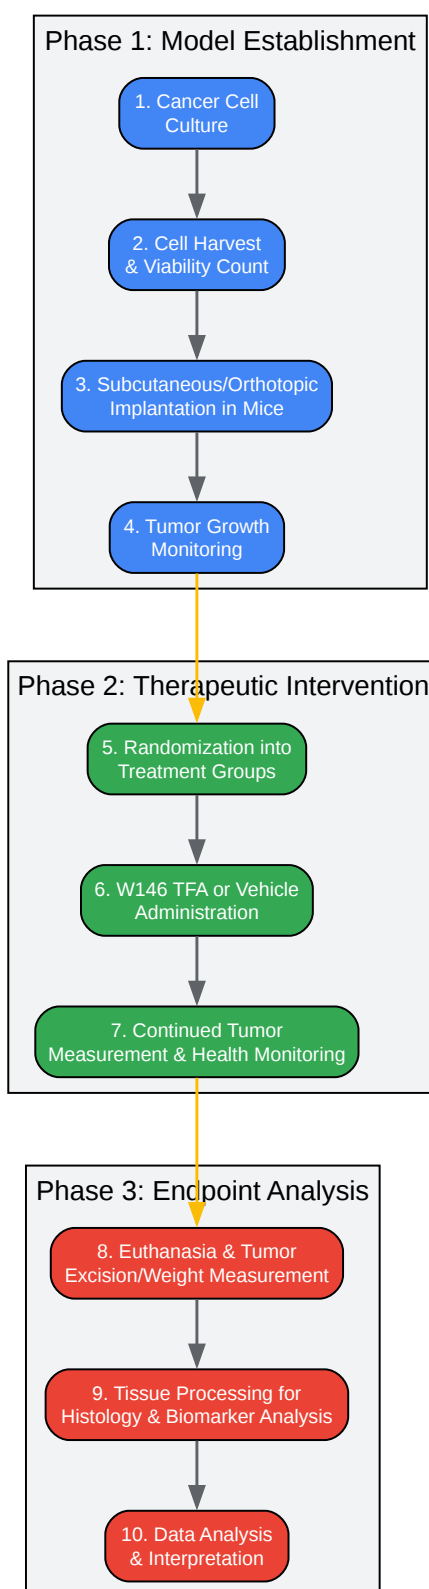 Phase 1: Model Establishment
1. Cancer Cell
Culture
2. Cell Harvest
& Viability Count
3. Subcutaneous/Orthotopic
Implantation in Mice
4. Tumor Growth
Monitoring
Phase 2: Therapeutic Intervention
5. Randomization into
Treatment Groups
6. W146 TFA or Vehicle
Administration
7. Continued Tumor
Measurement & Health Monitoring
Phase 3: Endpoint Analysis
8. Euthanasia & Tumor
Excision/Weight Measurement
9. Tissue Processing for
Histology & Biomarker Analysis
10. Data Analysis
& Interpretation